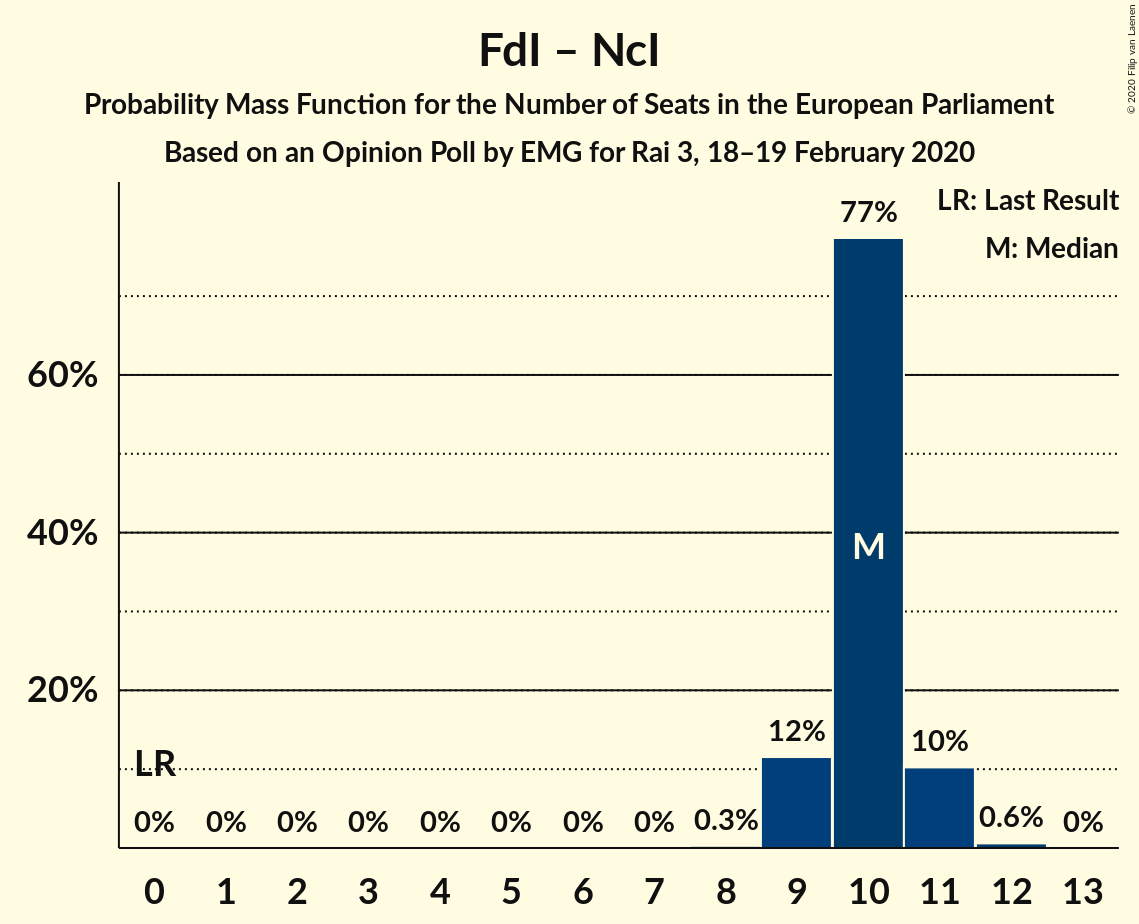 FdI – NcI
Probability Mass Function for the Number of Seats in the European Parliament
Based on an Opinion Poll by EMG for Rai 3, 18–19 February 2020
© 2020 Filip van Laenen
LR: Last Result
M: Median
77%
60%
40%
M
20%
12%
10%
LR
0% 0% 0% 0% 0% 0% 0% 0% 0.3% 0.6% 0%
0 1 2 3 4 5 6 7 8 9 10 11 12 13